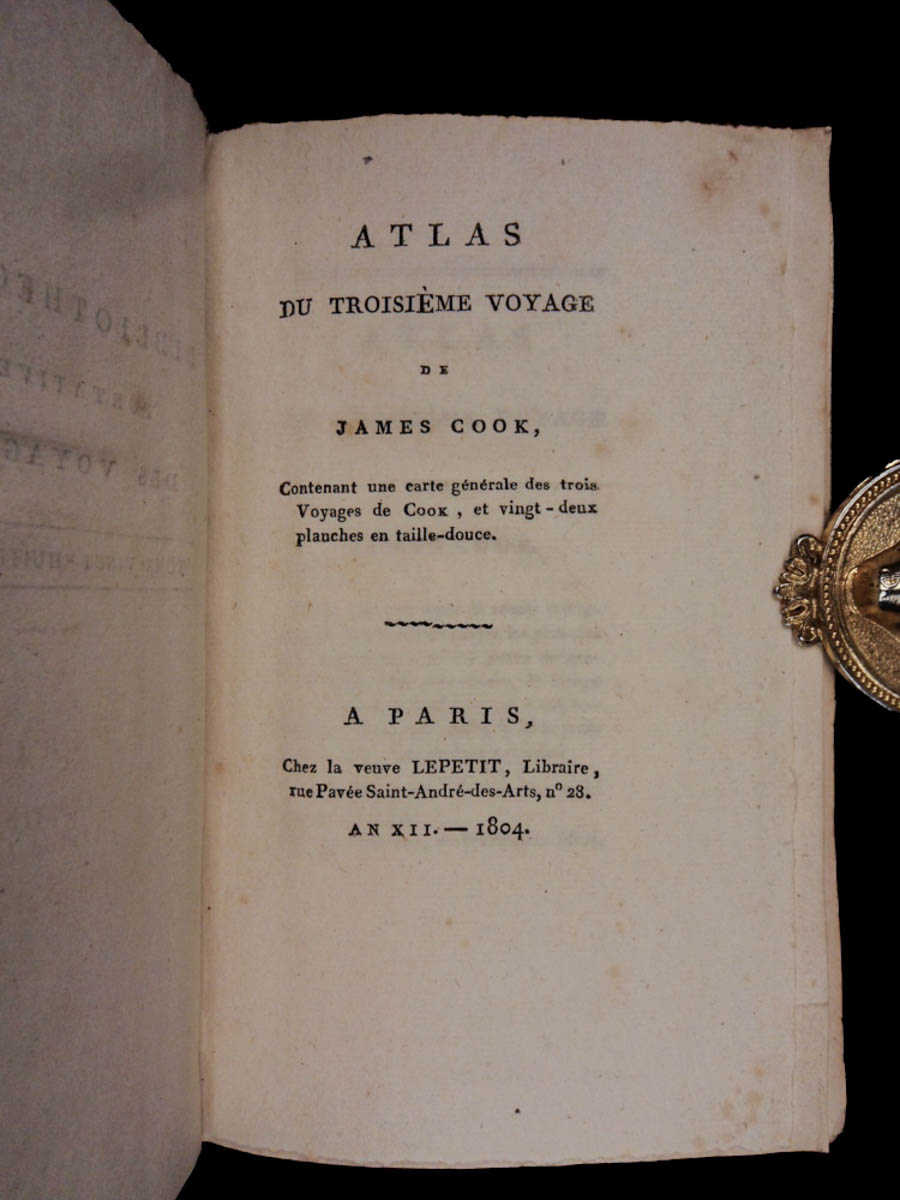 ATLAS
DU TROISIÈME VOYAGE
DE
JAMES COOK,
Contenant une carte générale des trois
Voyages de COOK, et vingt-deux
planches en taille-douce.
A PARIS,
Chez la veuve LEPETIT, Libraire,
rue Pavée Saint-André-des-Arts, nº 28.
AN XII. — 1804.